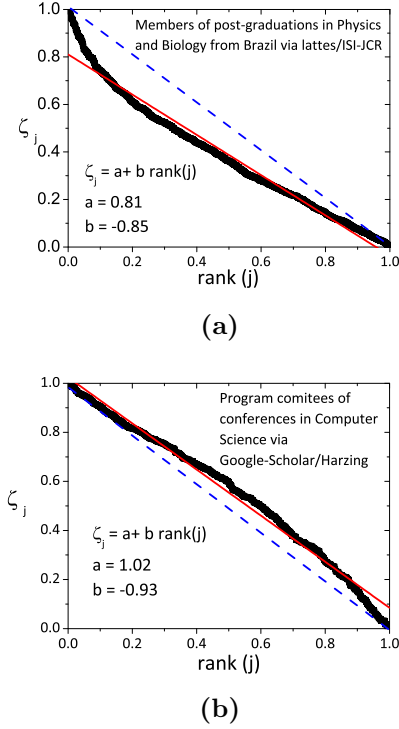 1.0
0.8
0.6
0.4
0.2
0.0
ζj
Members of post-graduations in Physics
and Biology from Brazil via lattes/ISI-JCR
ζj = a+ b rank(j)
a = 0.81
b = -0.85
0.0 0.2 0.4 0.6 0.8 1.0
rank (j)
(a)
1.0
0.8
0.6
0.4
0.2
0.0
ζj
Program comitees of
conferences in Computer
Science via
Google-Scholar/Harzing
ζj = a+ b rank(j)
a = 1.02
b = -0.93
0.0 0.2 0.4 0.6 0.8 1.0
rank (j)
(b)